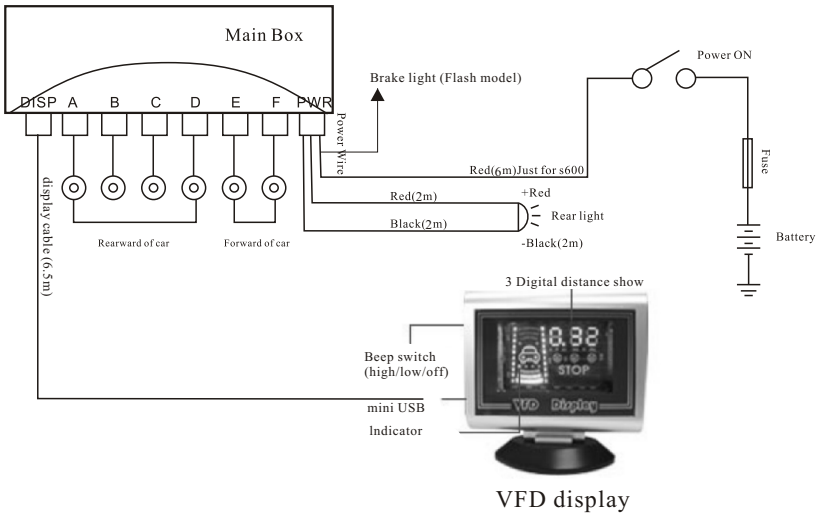 Main Box
DISP A B C D E F PWR
Brake light (Flash model)
Power ON
Power Wire
Fuse
Red(6m)Just for s600
display cable(6.5m)
Red(2m)
+Red
Rear light
Black(2m)
-Black(2m)
Battery
Rearward of car
Forward of car
3 Digital distance show
0.32
STOP
VFD Display
Beep switch
(high/low/off)
mini USB
Indicator
VFD display